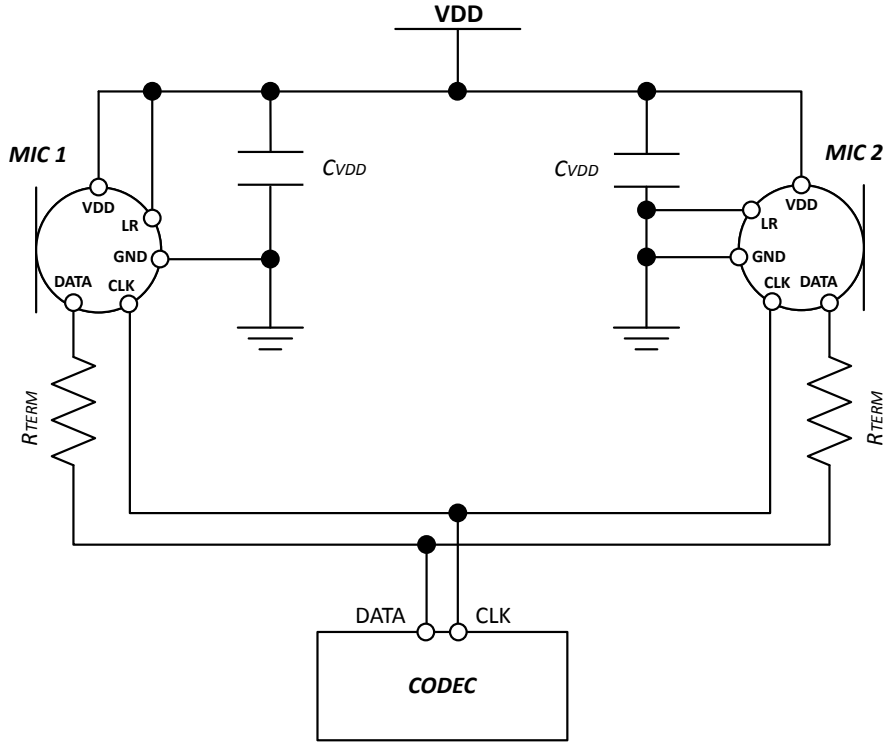 VDD
MIC 1
MIC 2
CVDD
CVDD
VDD
LR
GND
DATA
CLK
VDD
LR
GND
CLK
DATA
RTERM
RTERM
DATA
CLK
CODEC